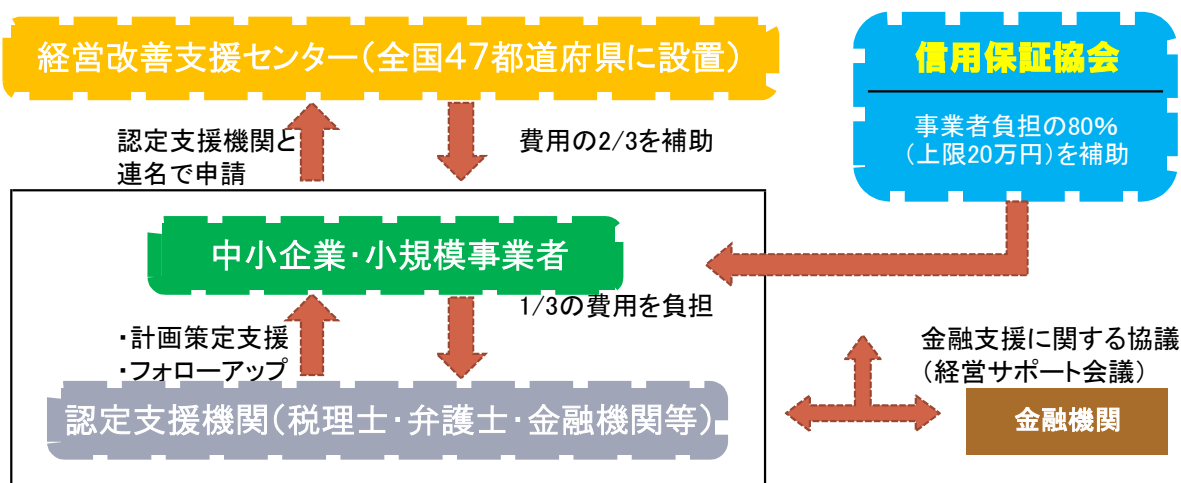 経営改善支援センター（全国４７都道府県に設置）
信用保証協会
事業者負担の80％
（上限20万円）を補助
認定支援機関と
連名で申請
費用の2/3を補助
中小企業・小規模事業者
1/3の費用を負担
・計画策定支援
・フォローアップ
金融支援に関する協議
（経営サポート会議）
認定支援機関（税理士・弁護士・金融機関等）
金融機関